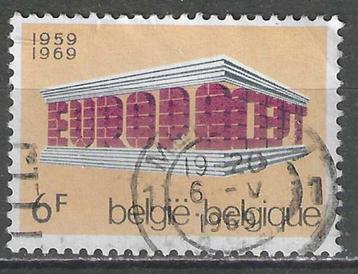 1959
1969
EUROPA CEPT
6F
belgië-belgique
19-20
6 - V
1969